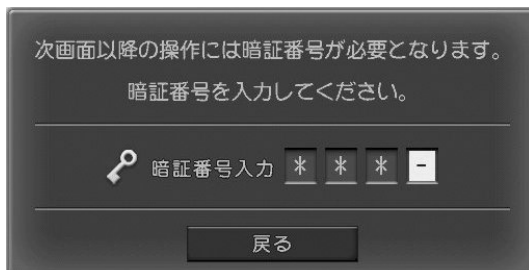 次画面以降の操作には暗証番号が必要となります。
暗証番号を入力してください。
暗証番号入力 * * * -
戻る